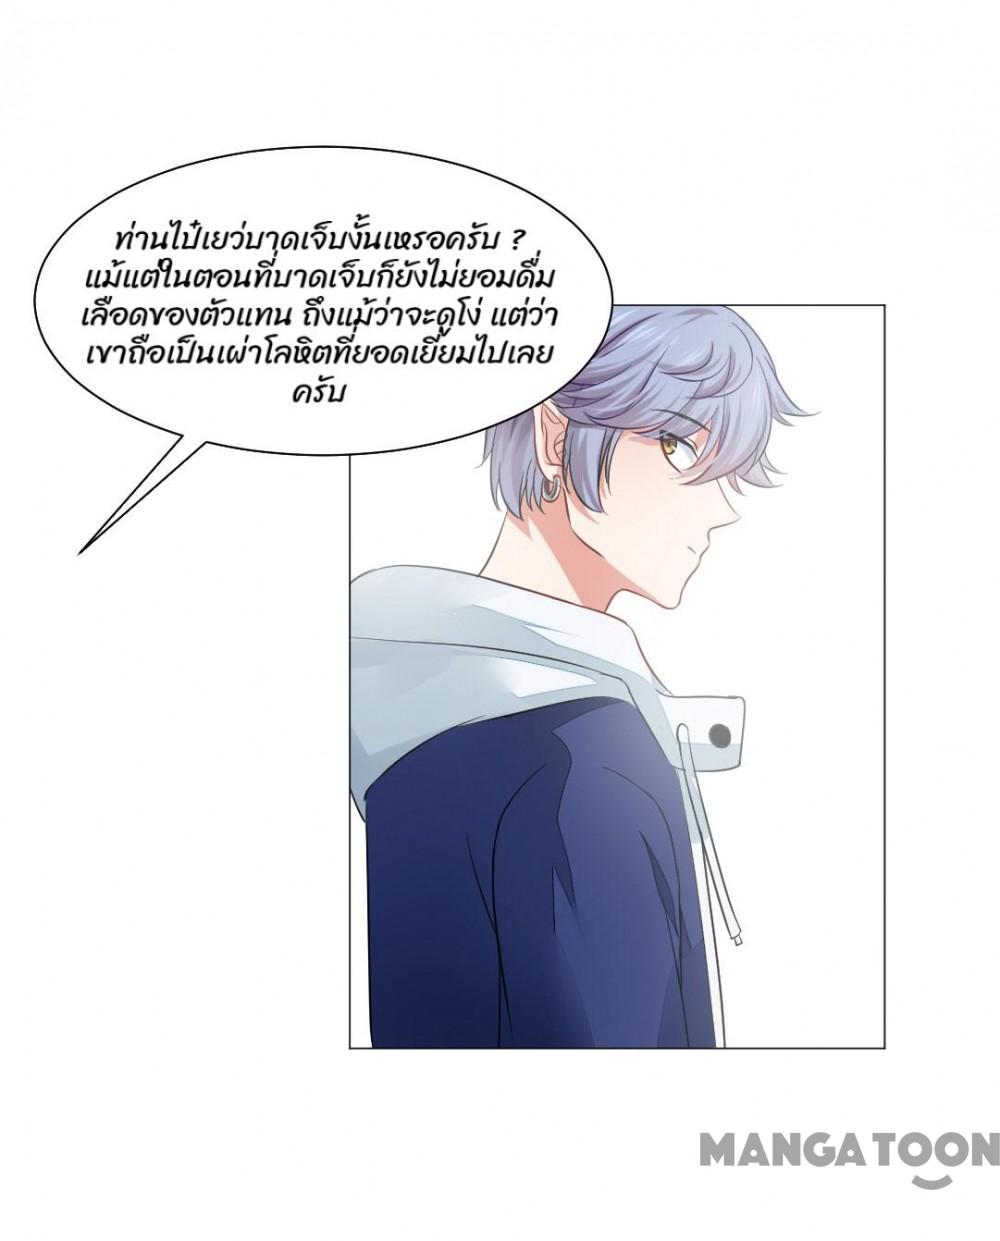 ท่านไป๋เยว่บาดเจ็บงั้นเหรอครับ ?
แม้แต่ในตอนที่บาดเจ็บก็ยังไม่ยอมดื่ม
เลือดของตัวแทน ถึงแม้ว่าจะดูโง่ แต่ว่า
เขาถือเป็นเผ่าโลหิตที่ยอดเยี่ยมไปเลย
ครับ
MANGATOON